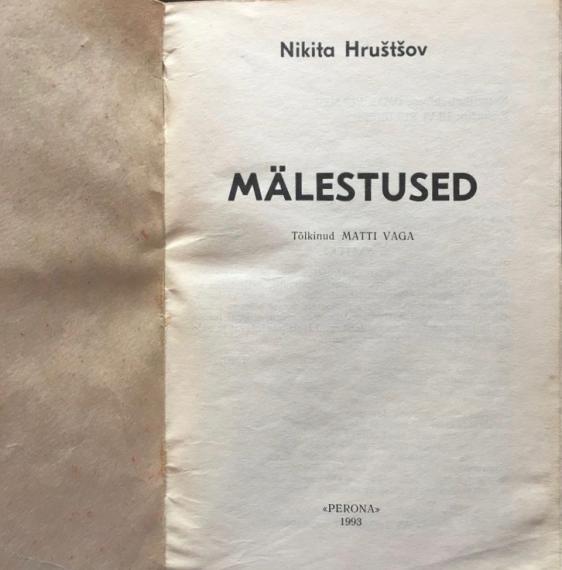 Nikita Hruštšov
MÄLESTUSED
Tõlkinud MATTI VAGA
«PERONA»
1993